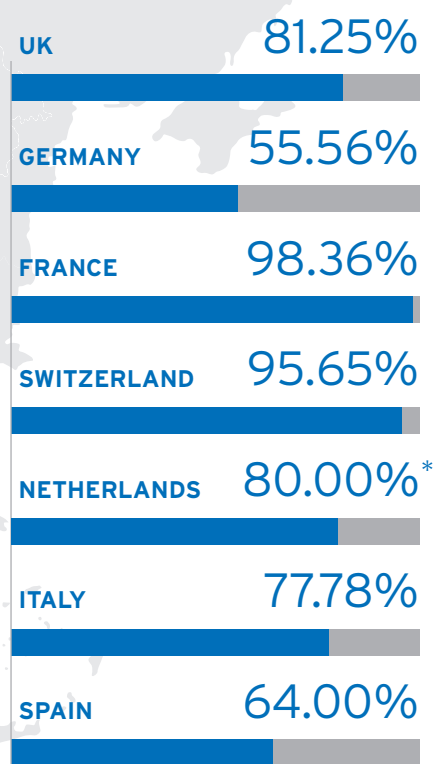 UK 81.25%
GERMANY 55.56%
FRANCE 98.36%
SWITZERLAND 95.65%
NETHERLANDS 80.00%*
ITALY 77.78%
SPAIN 64.00%